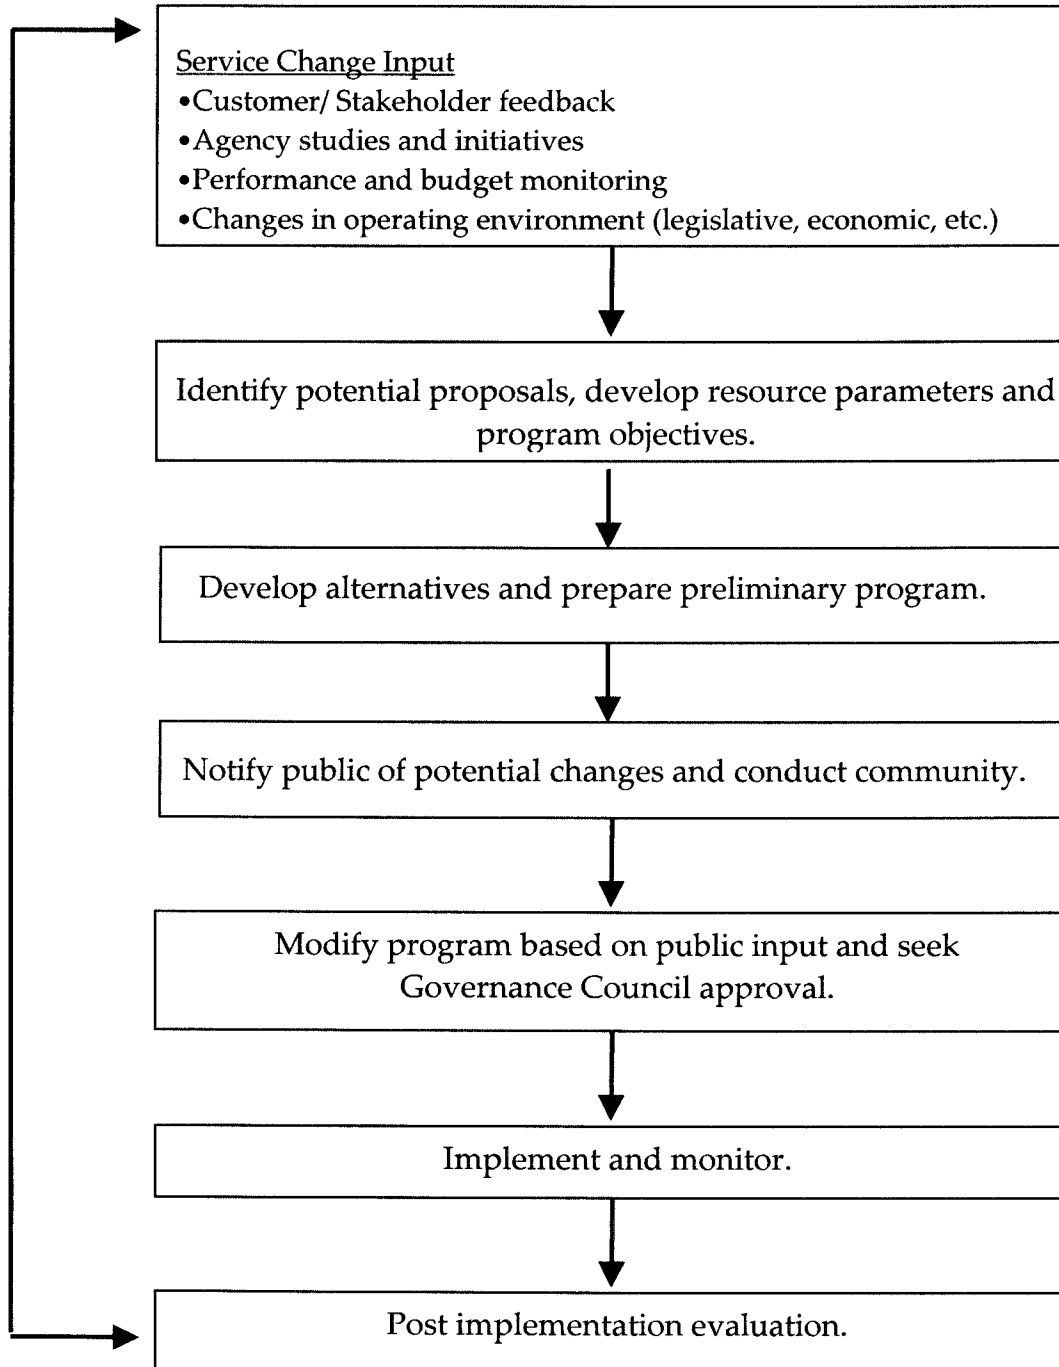 Service Change Input
•Customer/ Stakeholder feedback
•Agency studies and initiatives
•Performance and budget monitoring
•Changes in operating environment (legislative, economic, etc.)
Identify potential proposals, develop resource parameters and
program objectives.
Develop alternatives and prepare preliminary program.
Notify public of potential changes and conduct community.
Modify program based on public input and seek
Governance Council approval.
Implement and monitor.
Post implementation evaluation.